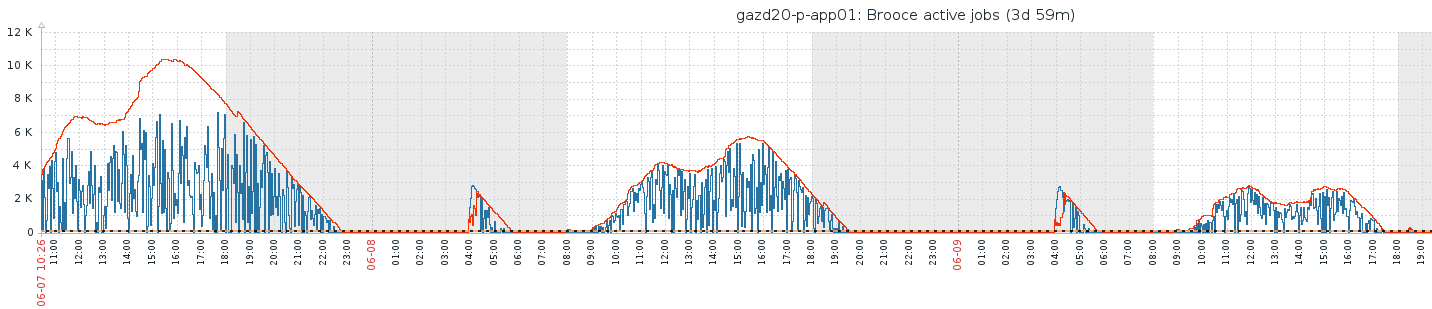 gazd20-p-app01: Brooce active jobs (3d 59m)
12 K
10 K
8 K
6 K
4 K
2 K
0
06-07 10:26 11:00 12:00 13:00 14:00 15:00 16:00 17:00 18:00 19:00 20:00 21:00 22:00 23:00 06-08 01:00 02:00 03:00 04:00 05:00 06:00 07:00 08:00 09:00 10:00 11:00 12:00 13:00 14:00 15:00 16:00 17:00 18:00 19:00 20:00 21:00 22:00 23:00 06-09 01:00 02:00 03:00 04:00 05:00 06:00 07:00 08:00 09:00 10:00 11:00 12:00 13:00 14:00 15:00 16:00 17:00 18:00 19:00